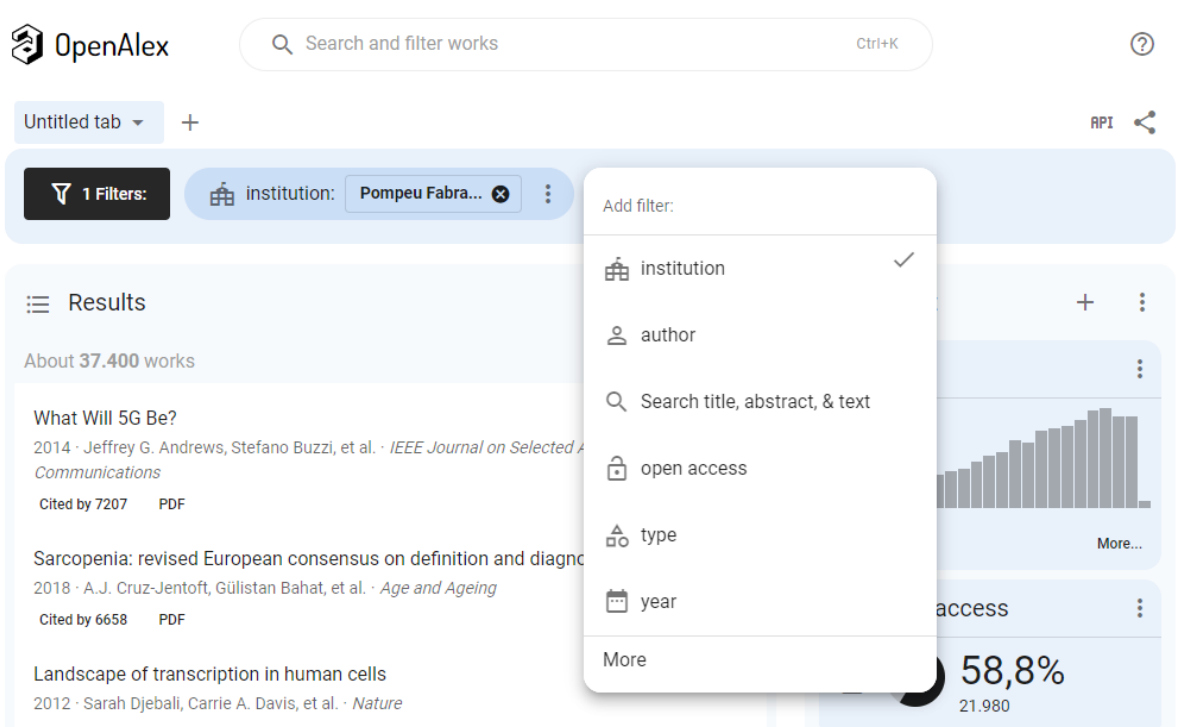 OpenAlex
Search and filter works
Ctrl+K
Untitled tab
API
1 Filters:
institution:
Pompeu Fabra...
Add filter:
institution
author
Search title, abstract, & text
open access
type
year
More
Results
About 37.400 works
What Will 5G Be?
2014 · Jeffrey G. Andrews, Stefano Buzzi, et al. · IEEE Journal on Selected
Communications
Cited by 7207 PDF
Sarcopenia: revised European consensus on definition and
2018 · A.J. Cruz-Jentoft, Gülistan Bahat, et al. · Age and Ageing
Cited by 6658 PDF
Landscape of transcription in human cells
2012 · Sarah Djebali, Carrie A. Davis, et al. · Nature
More...
access
58,8%
21.980